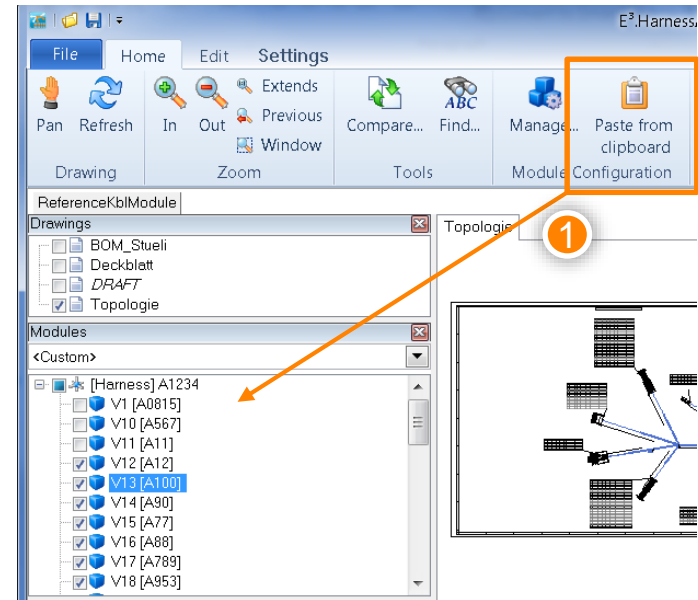 E³.Harness
File Home Edit Settings
Extends
Previous
Window
Pan Refresh In Out Compare... Find... Manage... Paste from
clipboard
ABC
Drawing Zoom Tools Module Configuration
ReferenceKblModule
Drawings
BOM_Stueli
Deckblatt
DRAFT
Topologie
Modules
<Custom>
[Harness] A1234
V1 [A0815]
V10 [A567]
V11 [A11]
V12 [A12]
V13 [A100]
V14 [A90]
V15 [A77]
V16 [A88]
V17 [A789]
V18 [A953]
Topologie
1